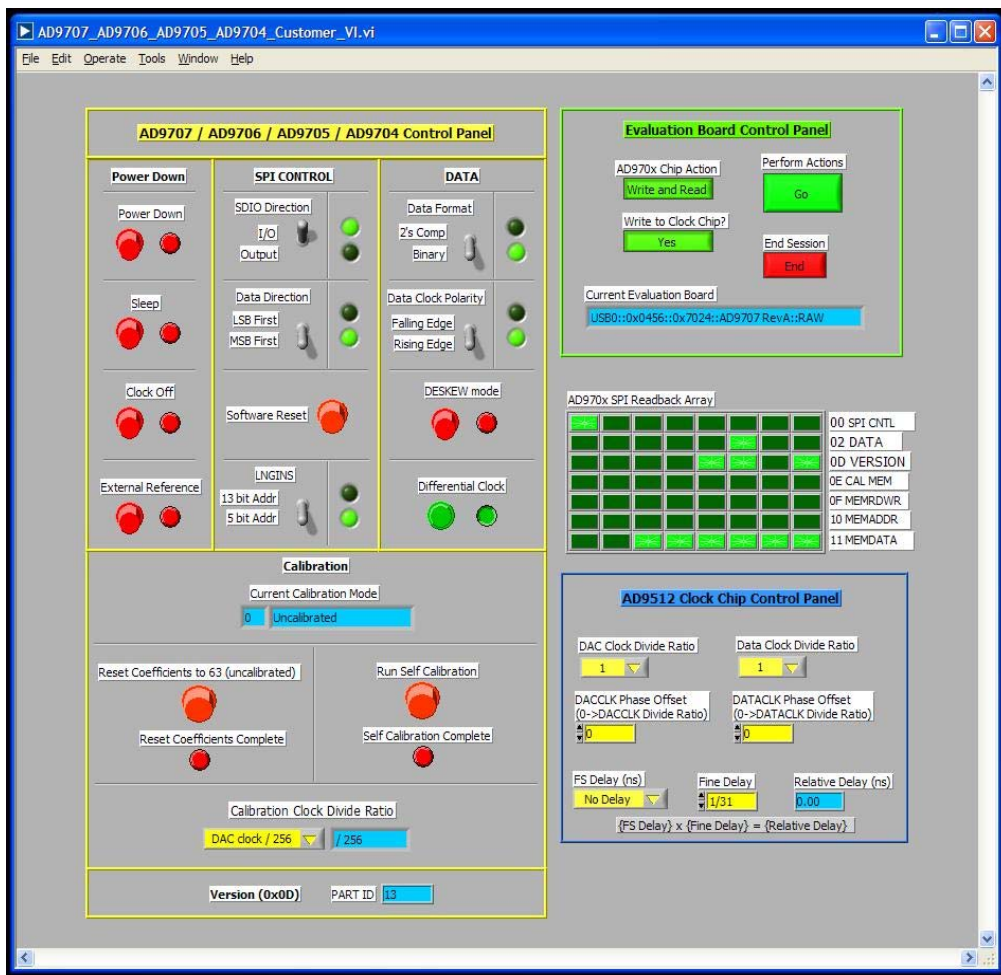 AD9707_AD9706_AD9705_AD9704_Customer_VI.vi
File Edit Operate Tools Window Help
AD9707 / AD9706 / AD9705 / AD9704 Control Panel
Power Down
Power Down
Sleep
Clock Off
External Reference
SPI CONTROL
SDIO Direction
I/O
Output
Data Direction
LSB First
MSB First
Software Reset
LNGINS
13 bit Addr
5 bit Addr
DATA
Data Format
2's Comp
Binary
Data Clock Polarity
Falling Edge
Rising Edge
DESKEW mode
Differential Clock
Calibration
Current Calibration Mode
0 Uncalibrated
Reset Coefficients to 63 (uncalibrated)
Reset Coefficients Complete
Run Self Calibration
Self Calibration Complete
Calibration Clock Divide Ratio
DAC clock / 256 / 256
Version (0x0D) PART ID 13
Evaluation Board Control Panel
AD970x Chip Action
Write and Read
Write to Clock Chip?
Yes
Perform Actions
Go
End Session
End
Current Evaluation Board
USB0::0x0456::0x7024::AD9707 RevA::RAW
AD970x SPI Readback Array
00 SPI CNTL
02 DATA
0D VERSION
0E CAL MEM
0F MEMRDWR
10 MEMADDR
11 MEMDATA
AD9512 Clock Chip Control Panel
DAC Clock Divide Ratio
1
Data Clock Divide Ratio
1
DACCLK Phase Offset
(0->DACCLK Divide Ratio)
0
DATACLK Phase Offset
(0->DATACLK Divide Ratio)
0
FS Delay (ns)
No Delay
Fine Delay
1/31
Relative Delay (ns)
0.00
{FS Delay} x {Fine Delay} = {Relative Delay}